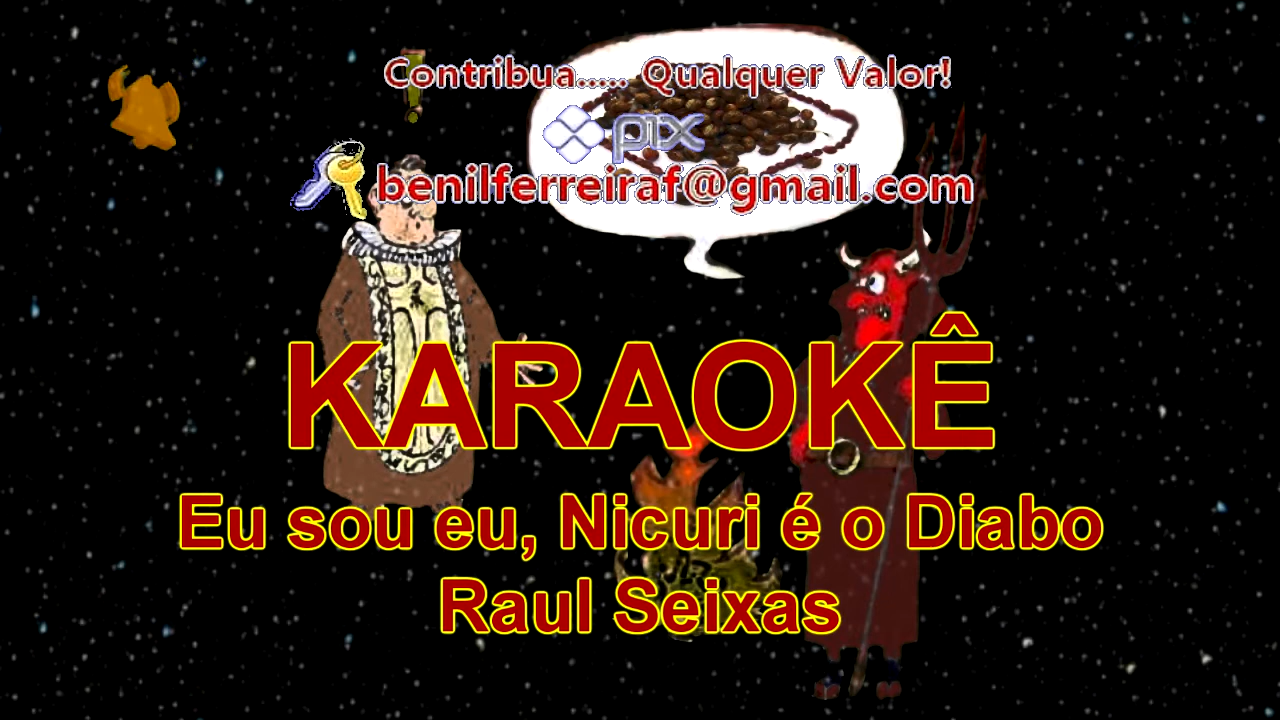 Contribua..... Qualquer Valor!
pix
benilferreiraf@gmail.com
KARAOKÊ
Eu sou eu, Nicuri é o Diabo
Raul Seixas